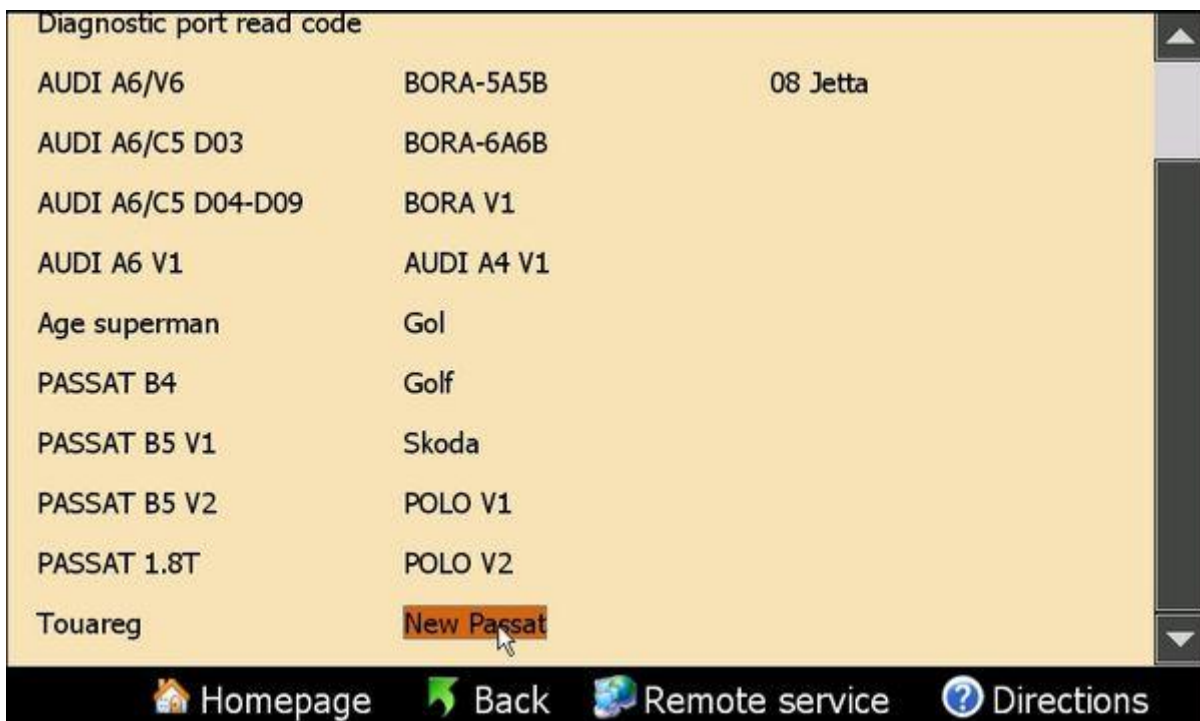 Diagnostic port read code
AUDI A6/V6 BORA-5A5B 08 Jetta
AUDI A6/C5 D03 BORA-6A6B
AUDI A6/C5 D04-D09 BORA V1
AUDI A6 V1 AUDI A4 V1
Age superman Gol
PASSAT B4 Golf
PASSAT B5 V1 Skoda
PASSAT B5 V2 POLO V1
PASSAT 1.8T POLO V2
Touareg New Passat
Homepage Back Remote service Directions